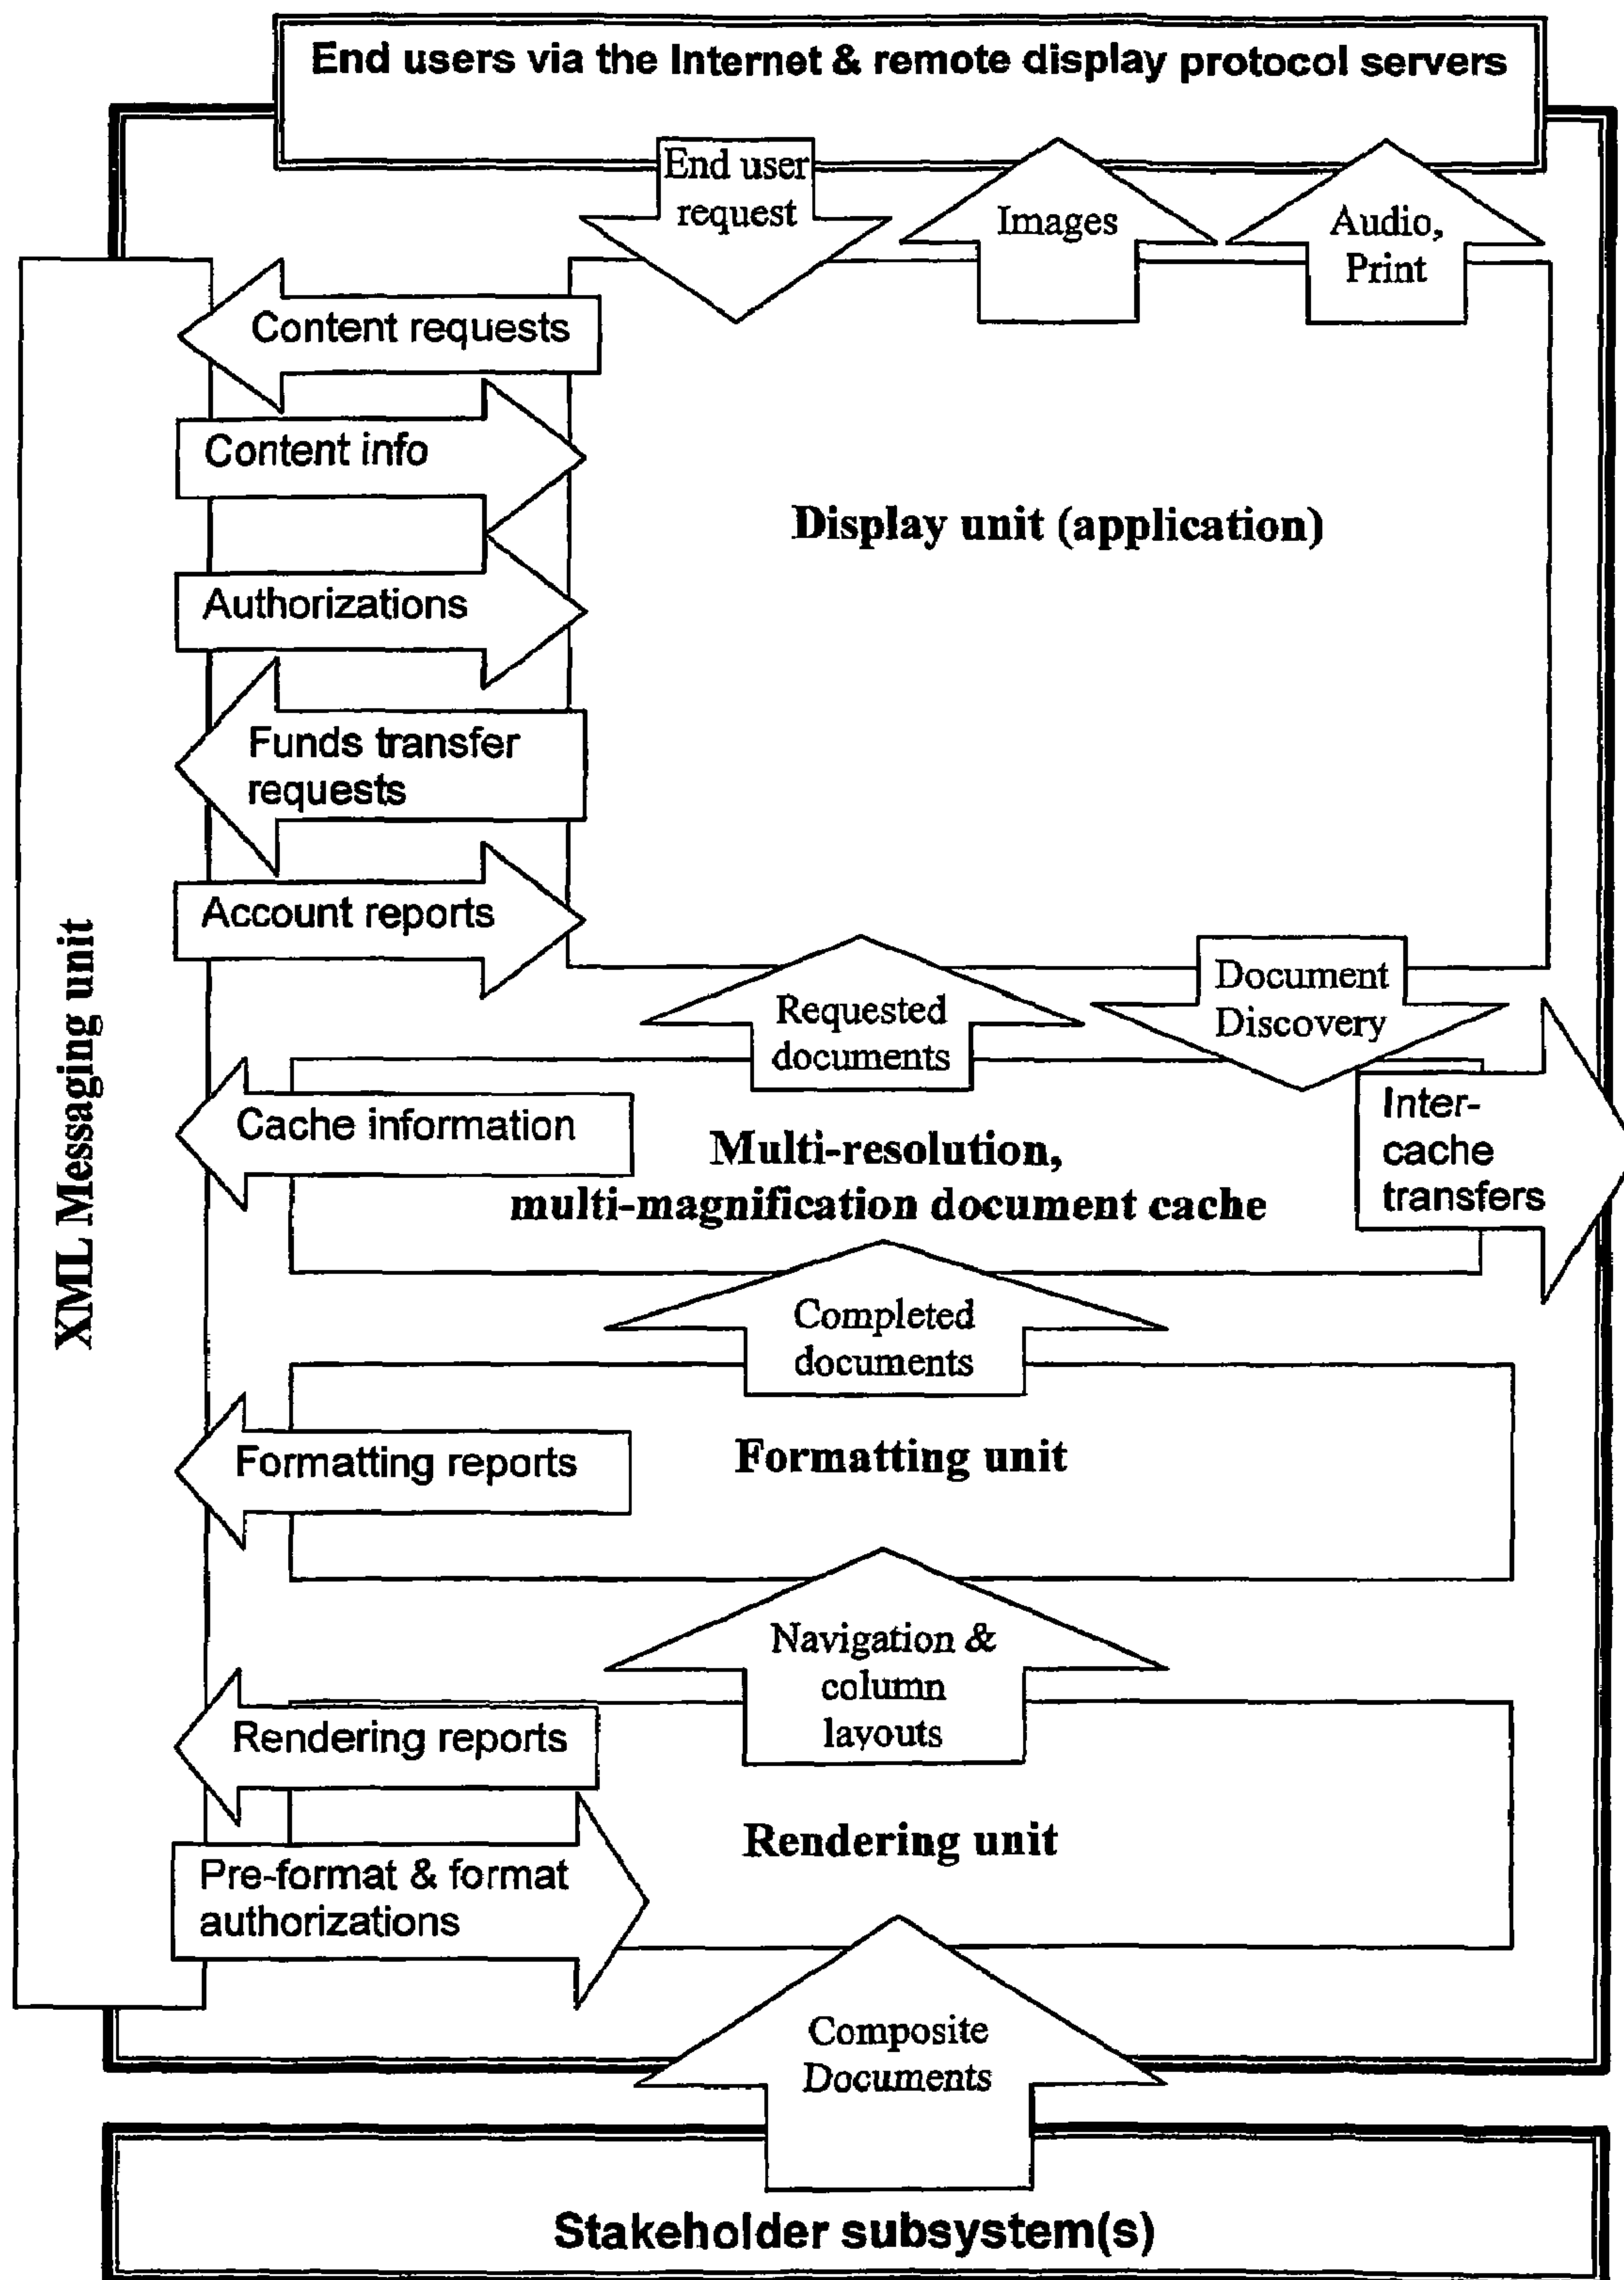 End users via the Internet & remote display protocol servers
End user
request
Images
Audio,
Print
Content requests
Content info
Display unit (application)
Authorizations
Funds transfer
requests
Account reports
XML Messaging unit
Requested
documents
Document
Discovery
Cache information
Multi-resolution,
multi-magnification document cache
Inter-
cache
transfers
Completed
documents
Formatting reports
Formatting unit
Navigation &
column
layouts
Rendering reports
Rendering unit
Pre-format & format
authorizations
Composite
Documents
Stakeholder subsystem(s)